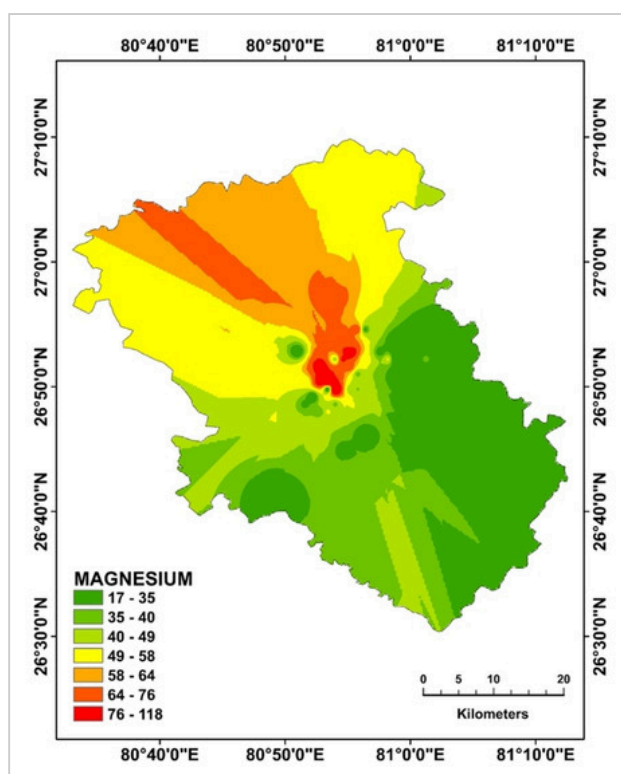 80°40'0"E 80°50'0"E 81°0'0"E 81°10'0"E
27°10'0"N 27°10'0"N
27°0'0"N 27°0'0"N
26°50'0"N 26°50'0"N
26°40'0"N 26°40'0"N
26°30'0"N 26°30'0"N
MAGNESIUM
17 - 35
35 - 40
40 - 49
49 - 58
58 - 64
64 - 76
76 - 118
0 5 10 20
Kilometers
80°40'0"E 80°50'0"E 81°0'0"E 81°10'0"E